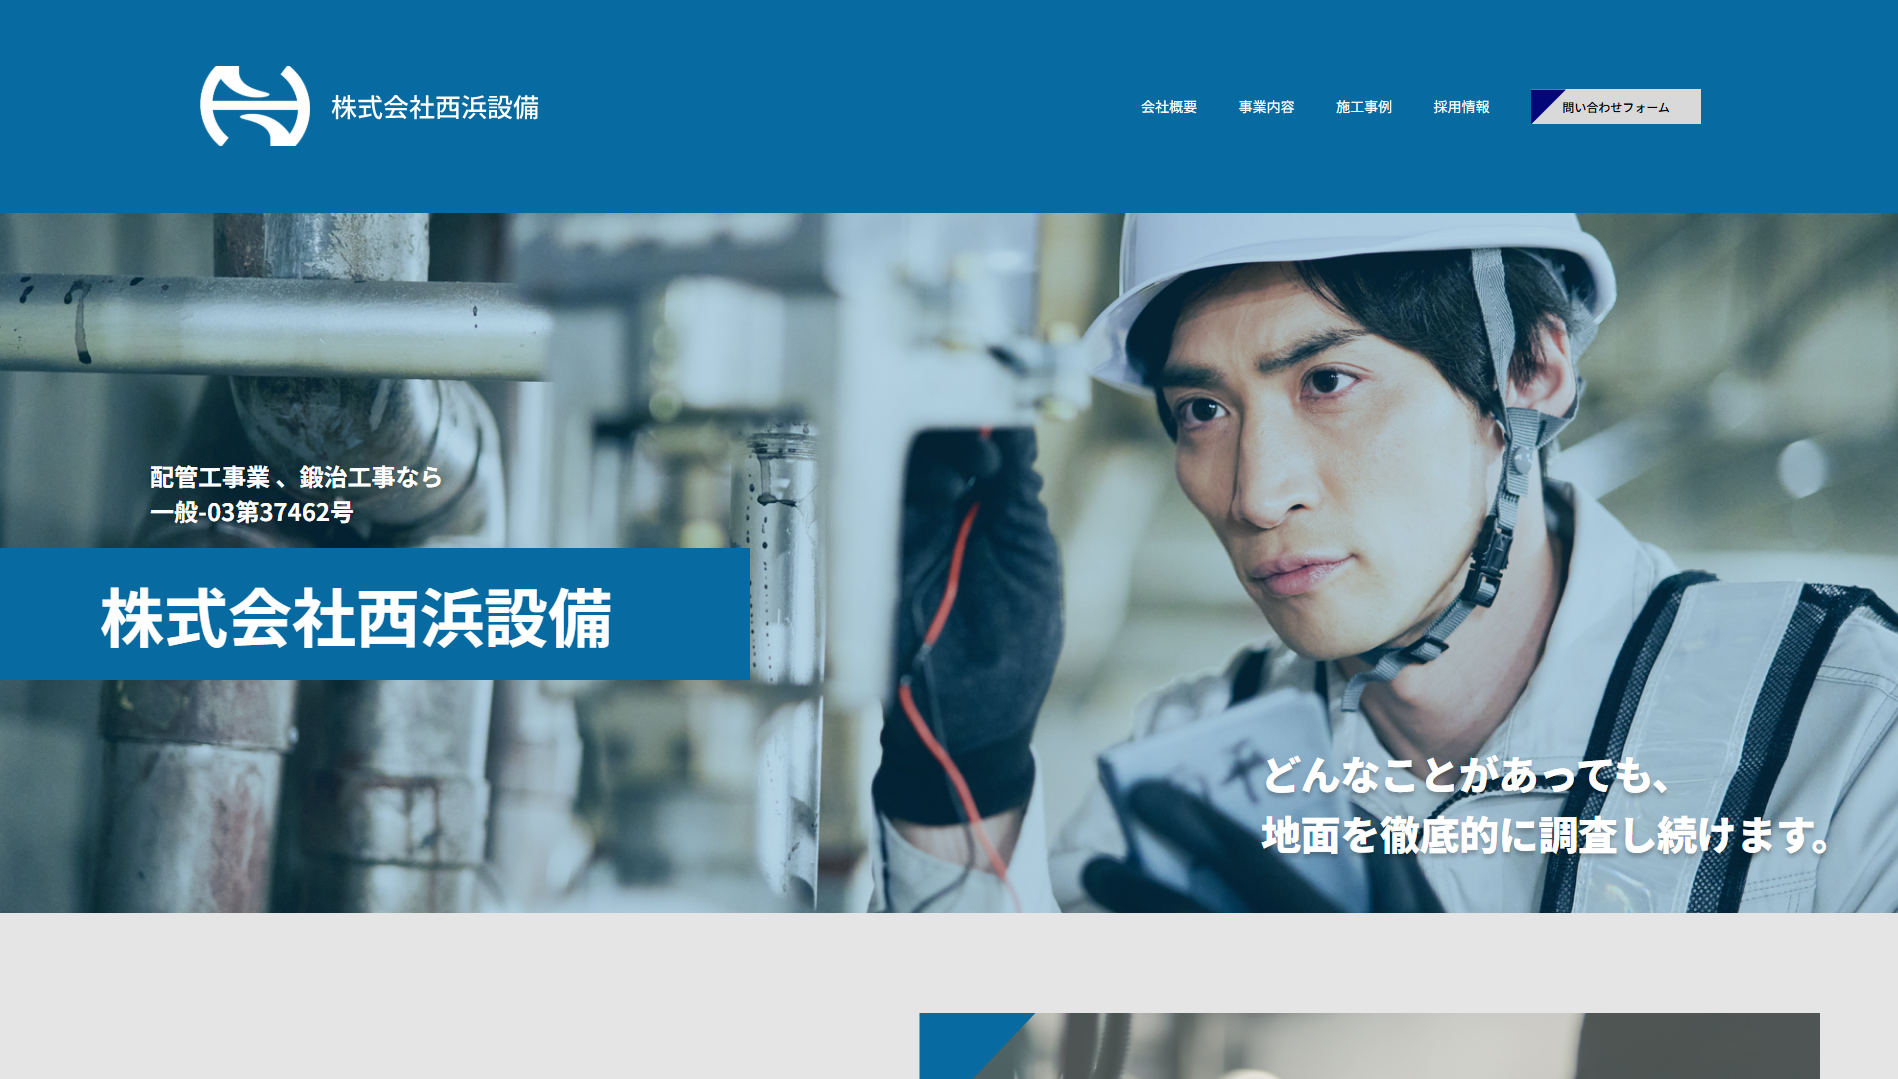 株式会社西浜設備
会社概要
事業内容
施工事例
採用情報
問い合わせフォーム
配管工事業 、鍛治工事なら
一般-03第37462号
株式会社西浜設備
どんなことがあっても、
地面を徹底的に調査し続けます。